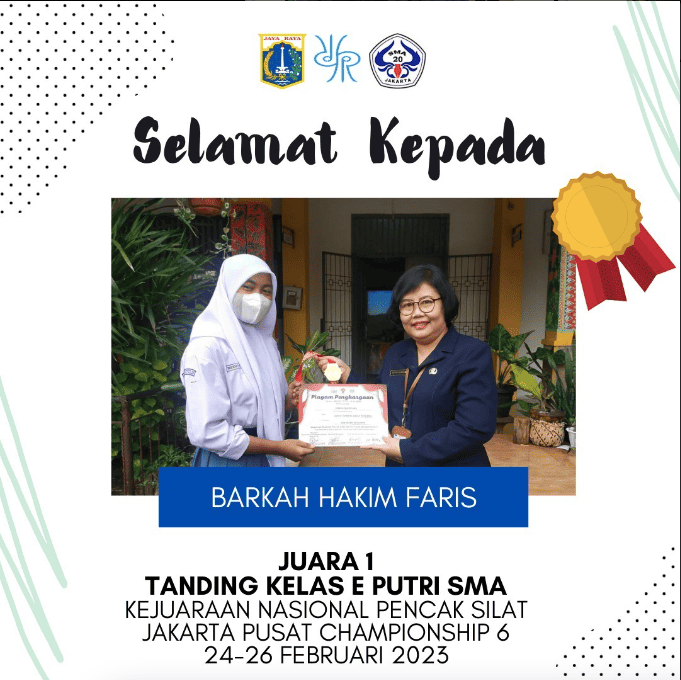 JAYA RAYA
SMA
20
JAKARTA
Selamat Kepada
Piagam Penghargaan
BARKAH HAKIM FARIS
JUARA 1
TANDING KELAS E PUTRI SMA
KEJUARAAN NASIONAL PENCAK SILAT
JAKARTA PUSAT CHAMPIONSHIP 6
24-26 FEBRUARI 2023